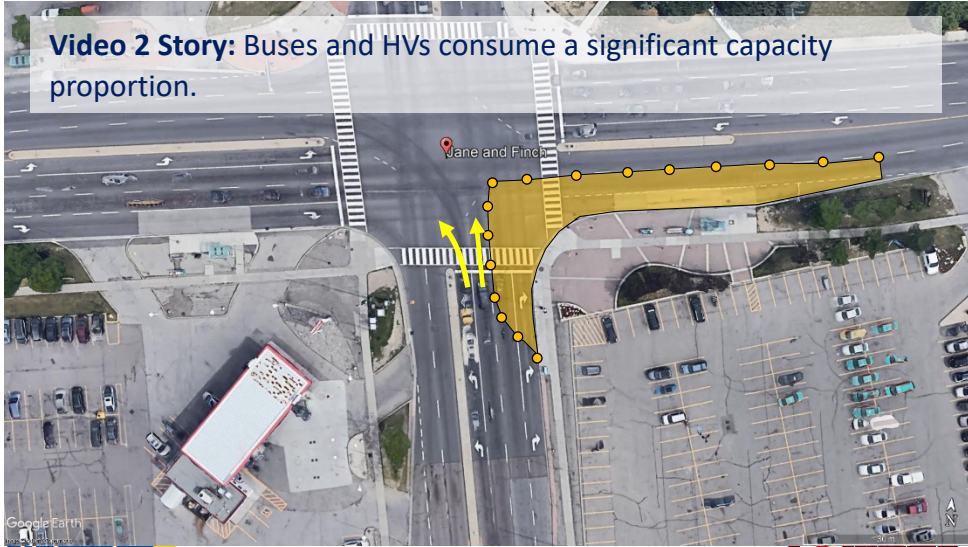 Video 2 Story: Buses and HVs consume a significant capacity
proportion.
Jane and Finch
Google Earth
N